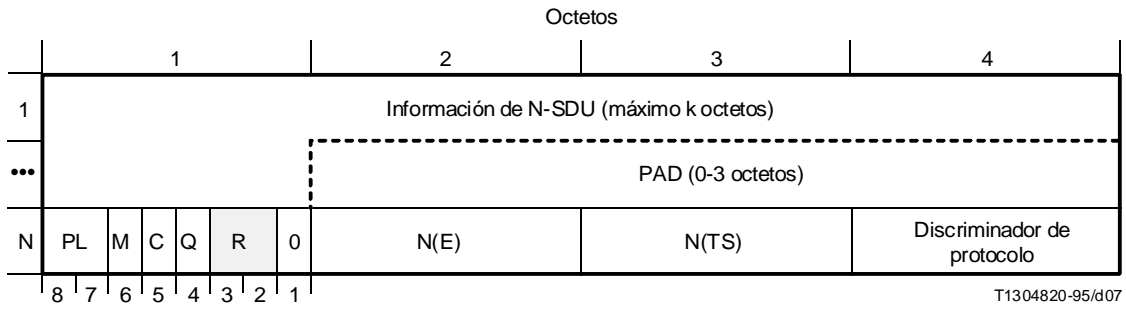 Octetos
1 2 3 4
1 Información de N-SDU (máximo k octetos)
••• PAD (0-3 octetos)
N PL M C Q R 0 N(E) N(TS) Discriminador de
protocolo
8 7 6 5 4 3 2 1
T1304820-95/d07